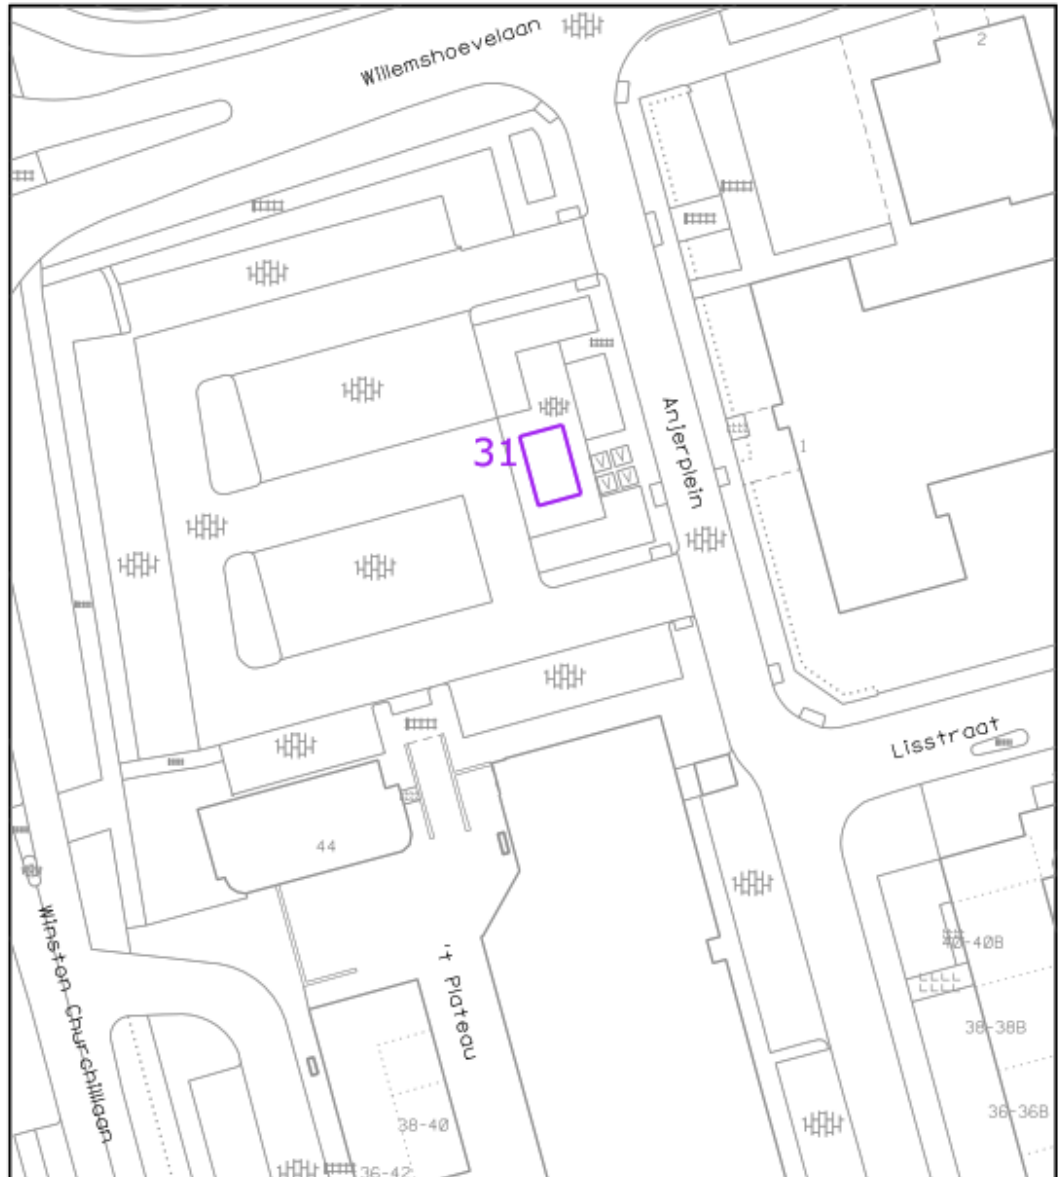 Willemshoevelaan
2
31
Anjerplein
1
V V
V V
Lisstraat
44
Winston Churchilllaan
't Plateau
40-40B
38-38B
36-36B
38-40
36-42